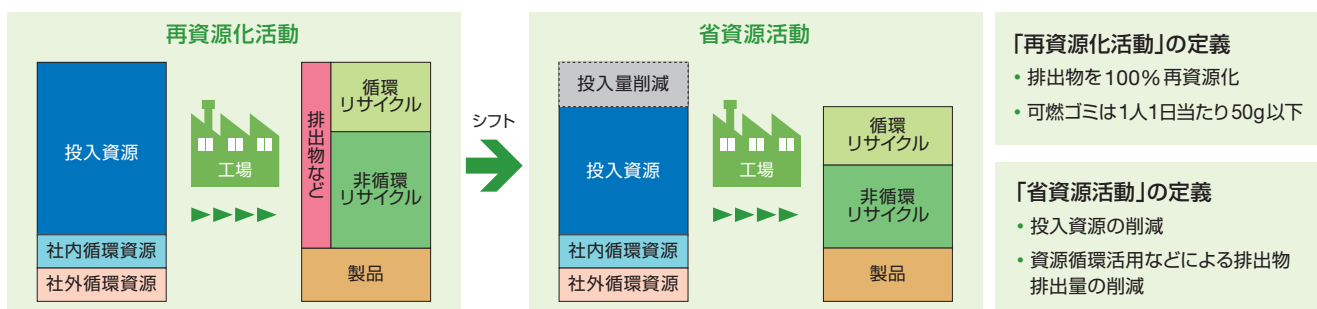 再資源化活動
投入資源
社内循環資源
社外循環資源
工場
排出物など
循環
リサイクル
非循環
リサイクル
製品
シフト
省資源活動
投入量削減
投入資源
社内循環資源
社外循環資源
工場
循環
リサイクル
非循環
リサイクル
製品
「再資源化活動」の定義
• 排出物を100％再資源化
• 可燃ゴミは1人1日当たり50g以下
「省資源活動」の定義
• 投入資源の削減
• 資源循環活用などによる排出物
排出量の削減